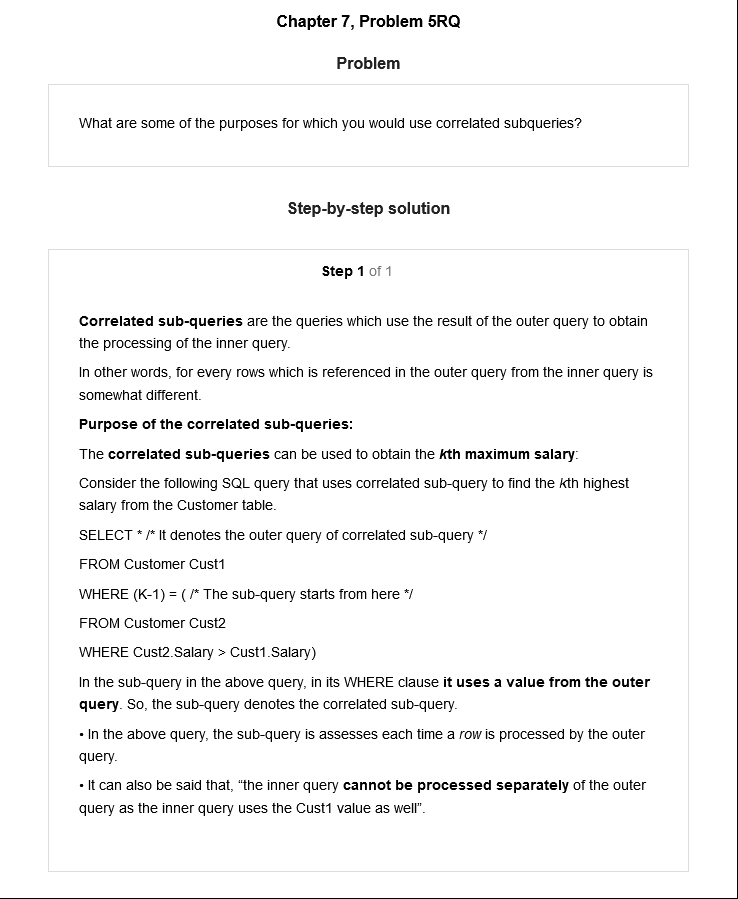 Chapter 7, Problem 5RQ
Problem
What are some of the purposes for which you would use correlated subqueries?
Step-by-step solution
Step 1 of 1
Correlated sub-queries are the queries which use the result of the outer query to obtain
the processing of the inner query.
In other words, for every rows which is referenced in the outer query from the inner query is
somewhat different.
Purpose of the correlated sub-queries:
The correlated sub-queries can be used to obtain the kth maximum salary:
Consider the following SQL query that uses correlated sub-query to find the kth highest
salary from the Customer table.
SELECT * /* It denotes the outer query of correlated sub-query */
FROM Customer Cust1
WHERE (K-1) = ( /* The sub-query starts from here */
FROM Customer Cust2
WHERE Cust2.Salary > Cust1.Salary)
In the sub-query in the above query, in its WHERE clause it uses a value from the outer
query. So, the sub-query denotes the correlated sub-query.
• In the above query, the sub-query is assesses each time a row is processed by the outer
query.
• It can also be said that, “the inner query cannot be processed separately of the outer
query as the inner query uses the Cust1 value as well”.